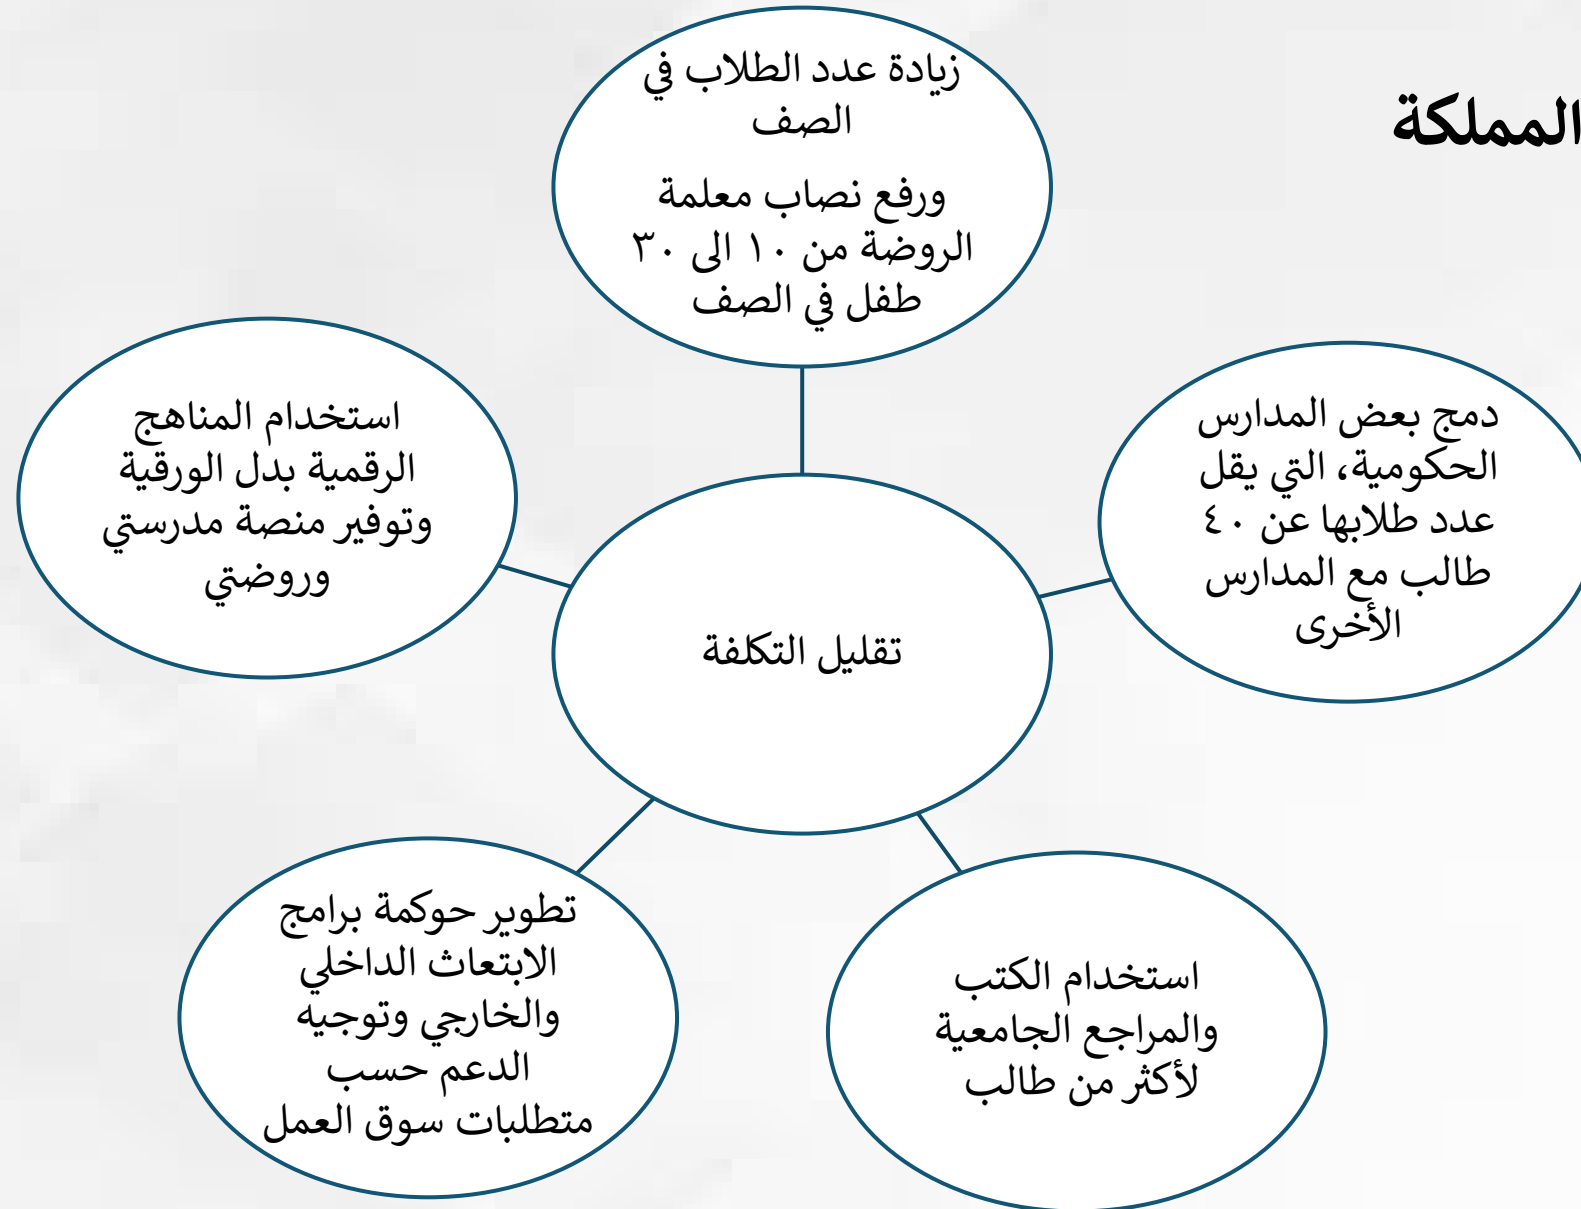 المملكة
زيادة عدد الطلاب في
الصف
ورفع نصاب معلمة
الروضة من ١٠ الى ٣٠
طفل في الصف
دمج بعض المدارس
الحكومية، التي يقل
عدد طلابها عن ٤٠
طالب مع المدارس
الأخرى
استخدام الكتب
والمراجع الجامعية
لأكثر من طالب
تطوير حوكمة برامج
الابتعاث الداخلي
والخارجي وتوجيه
الدعم حسب
متطلبات سوق العمل
استخدام المناهج
الرقمية بدل الورقية
وتوفير منصة مدرستي
وروضتي
تقليل التكلفة